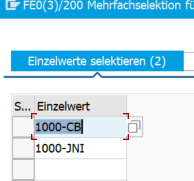 FE0(3)/200 Mehrfachselektion fü
Einzelwerte selektieren (2)
S... Einzelwert
1000-CB
1000-JNI